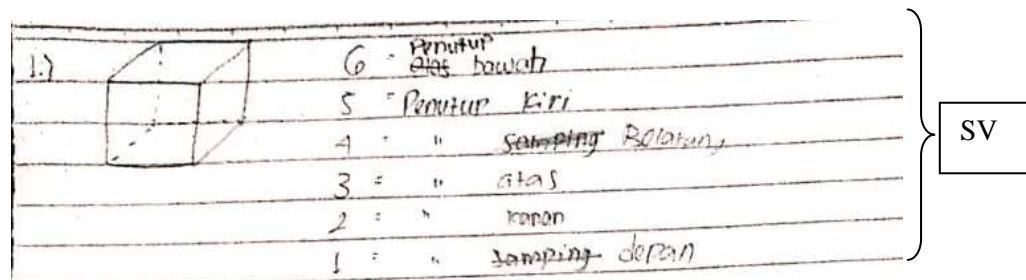 1.) 6 = Penutup atas bawah
5 = Penutup kiri
4 = " samping Belakang
3 = " atas
2 = " kanan
1 = " samping depan
SV